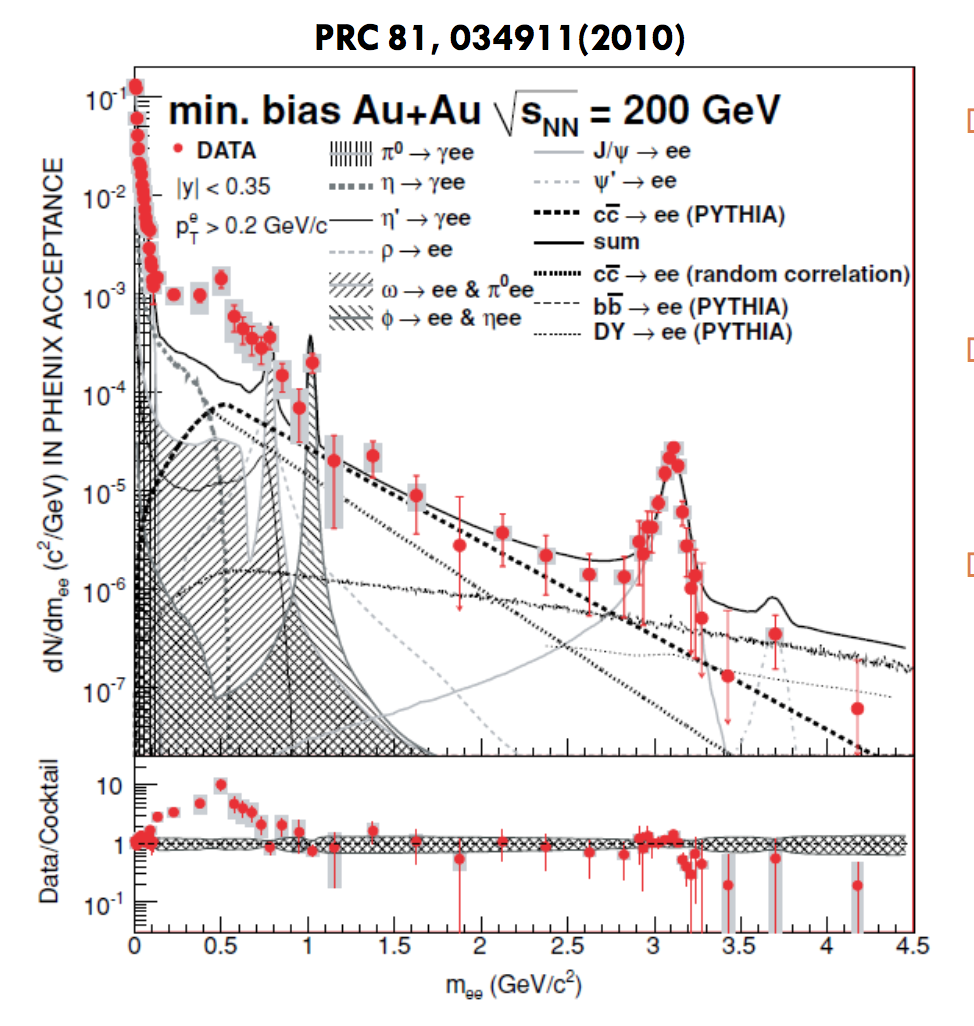 PRC 81, 034911(2010)
min. bias Au+Au √sNN = 200 GeV
DATA
|y| < 0.35
pTe > 0.2 GeV/c
π0 → γee
η → γee
η' → γee
ρ → ee
ω → ee & π0ee
ϕ → ee & ηee
J/ψ → ee
ψ' → ee
cc̅ → ee (PYTHIA)
sum
cc̅ → ee (random correlation)
bb̅ → ee (PYTHIA)
DY → ee (PYTHIA)
dN/dmee (c2/GeV) IN PHENIX ACCEPTANCE
10-1
10-2
10-3
10-4
10-5
10-6
10-7
Data/Cocktail
10
1
10-1
0 0.5 1 1.5 2 2.5 3 3.5 4 4.5
mee (GeV/c2)